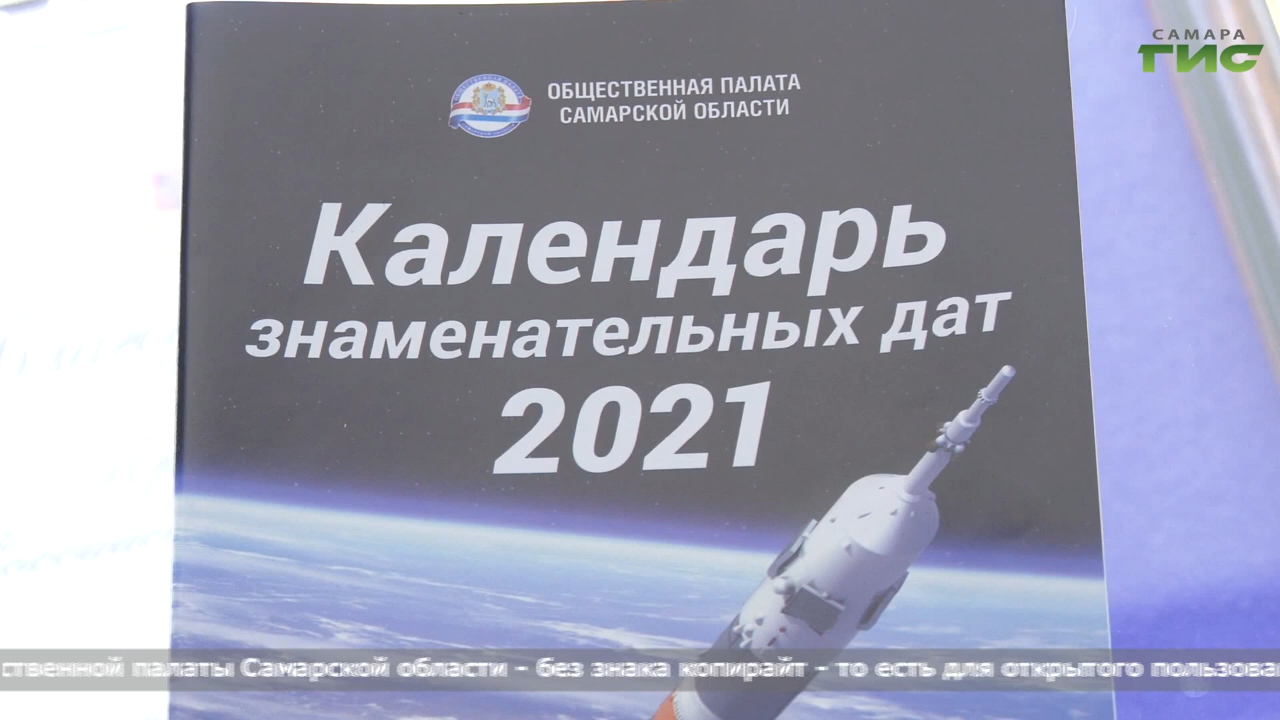 САМАРА
ГИС
ОБЩЕСТВЕННАЯ ПАЛАТА
САМАРСКОЙ ОБЛАСТИ
Календарь
знаменательных дат
2021
ственной палаты Самарской области - без знака копирайт - то есть для открытого пользова